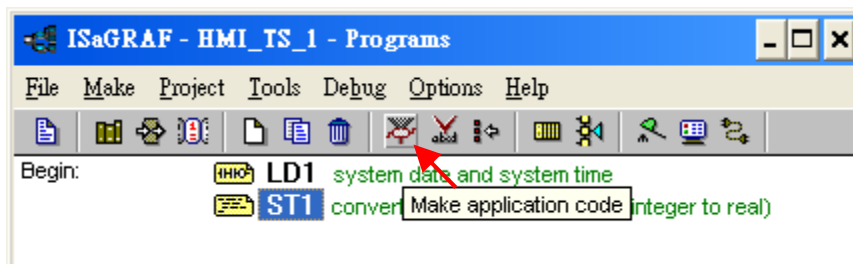 ISaGRAF - HMI_TS_1 - Programs
File Make Project Tools Debug Options Help
Begin: LD1 system date and system time
ST1 convert Make application code integer to real)